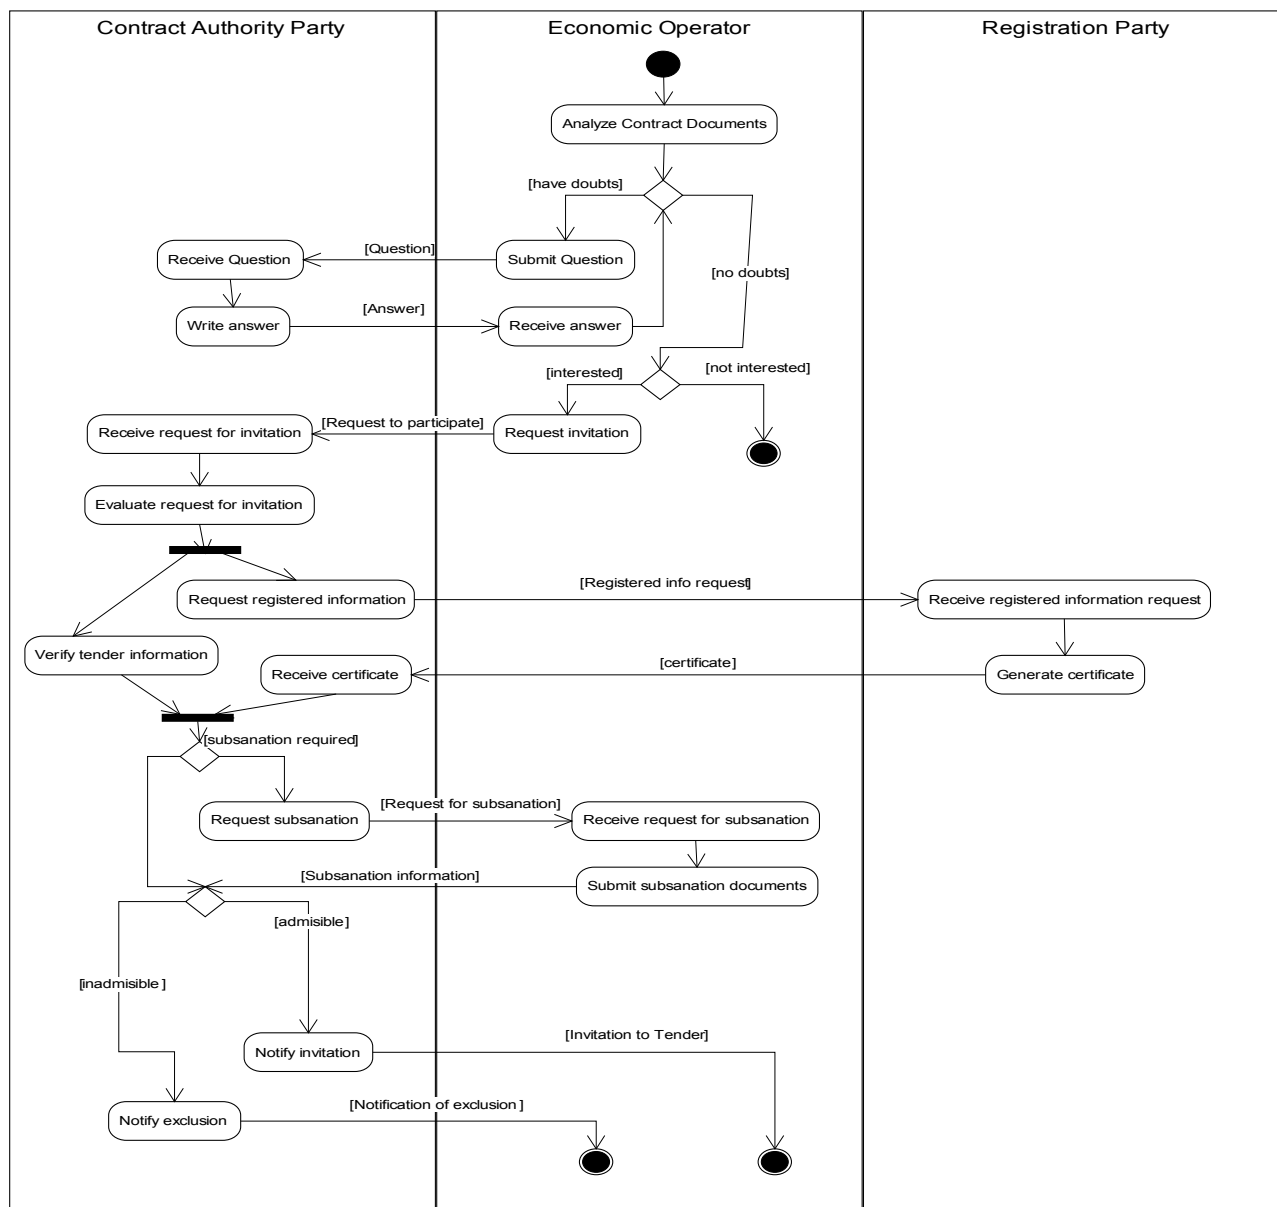 Contract Authority Party
Economic Operator
Registration Party
Analyze Contract Documents
[have doubts]
[Question]
Receive Question
Submit Question
[no doubts]
[Answer]
Write answer
Receive answer
[interested]
[not interested]
[Request to participate]
Receive request for invitation
Request invitation
Evaluate request for invitation
[Registered info request]
Request registered information
Receive registered information request
Verify tender information
[certificate]
Receive certificate
Generate certificate
[subsanation required]
[Request for subsanation]
Request subsanation
Receive request for subsanation
[Subsanation information]
Submit subsanation documents
[admisible]
[inadmisible]
[Invitation to Tender]
Notify invitation
[Notification of exclusion]
Notify exclusion